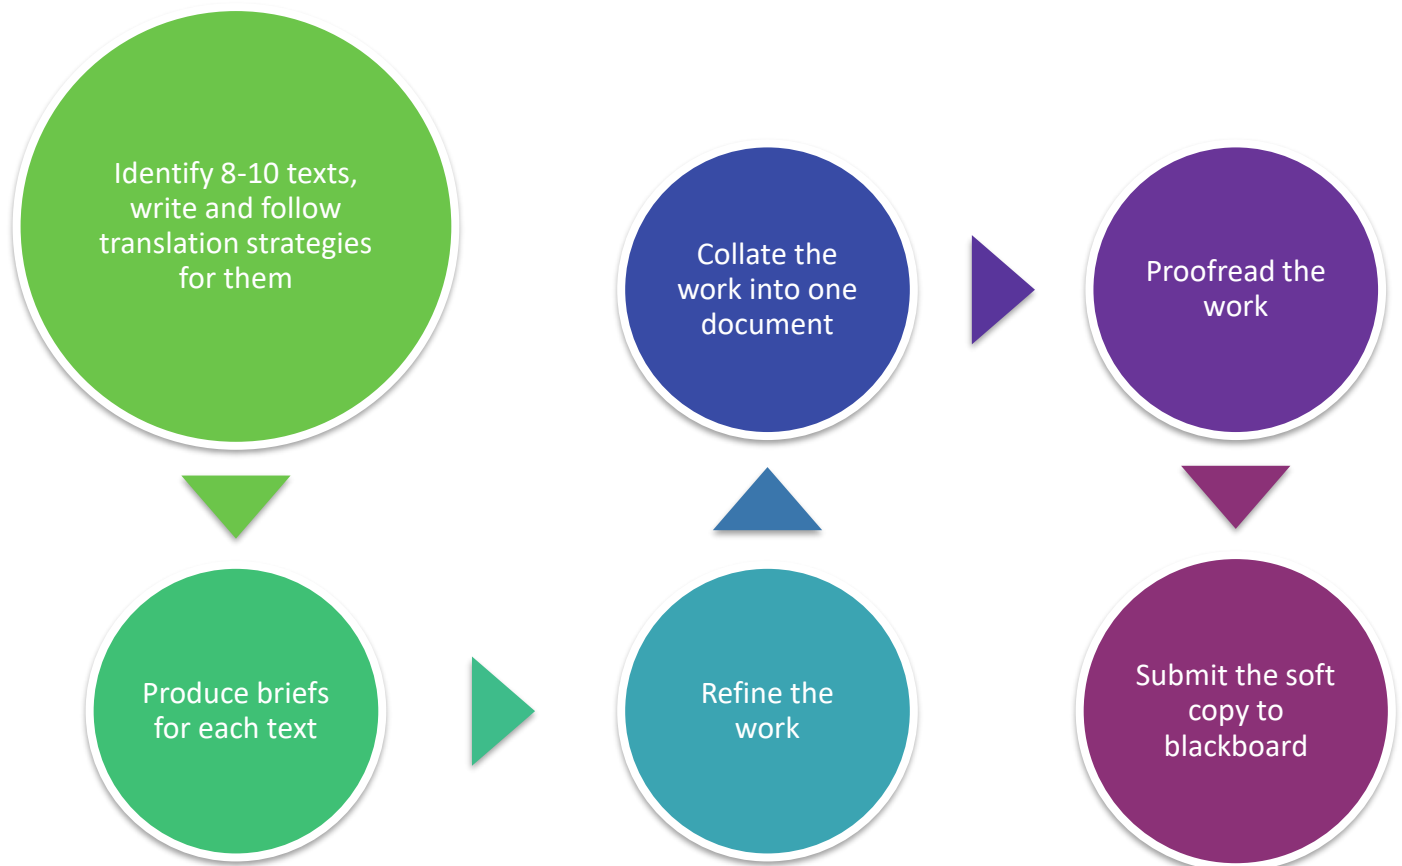 Identify 8-10 texts,
write and follow
translation strategies
for them
Produce briefs
for each text
Refine the
work
Collate the
work into one
document
Proofread the
work
Submit the soft
copy to
blackboard